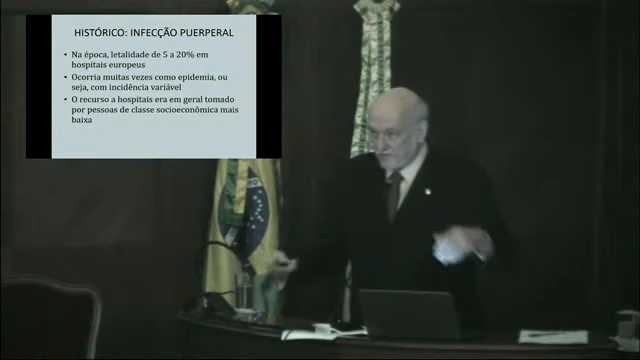 HISTÓRICO: INFECÇÃO PUERPERAL
• Na época, letalidade de 5 a 20% em
hospitais europeus
• Ocorria muitas vezes como epidemia, ou
seja, com incidência variável
• O recurso a hospitais era em geral tomado
por pessoas de classe socioeconômica mais
baixa